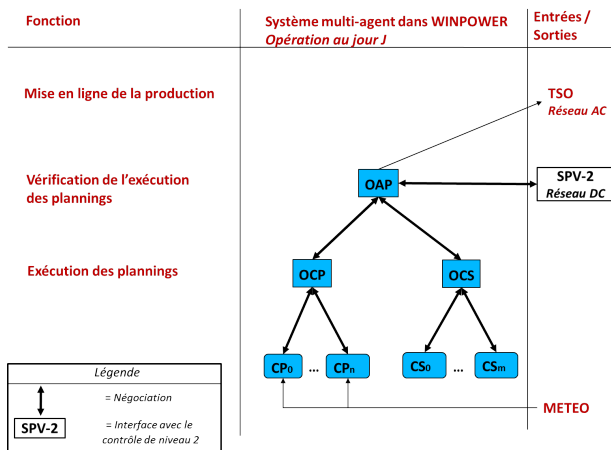 Fonction
Système multi-agent dans WINPOWER
Opération au jour J
Entrées /
Sorties
Mise en ligne de la production
TSO
Réseau AC
Vérification de l'exécution
des plannings
OAP
SPV-2
Réseau DC
Exécution des plannings
OCP
OCS
CP0 ... CPn
CS0 ... CSm
METEO
Légende
= Négociation
SPV-2
= Interface avec le
contrôle de niveau 2